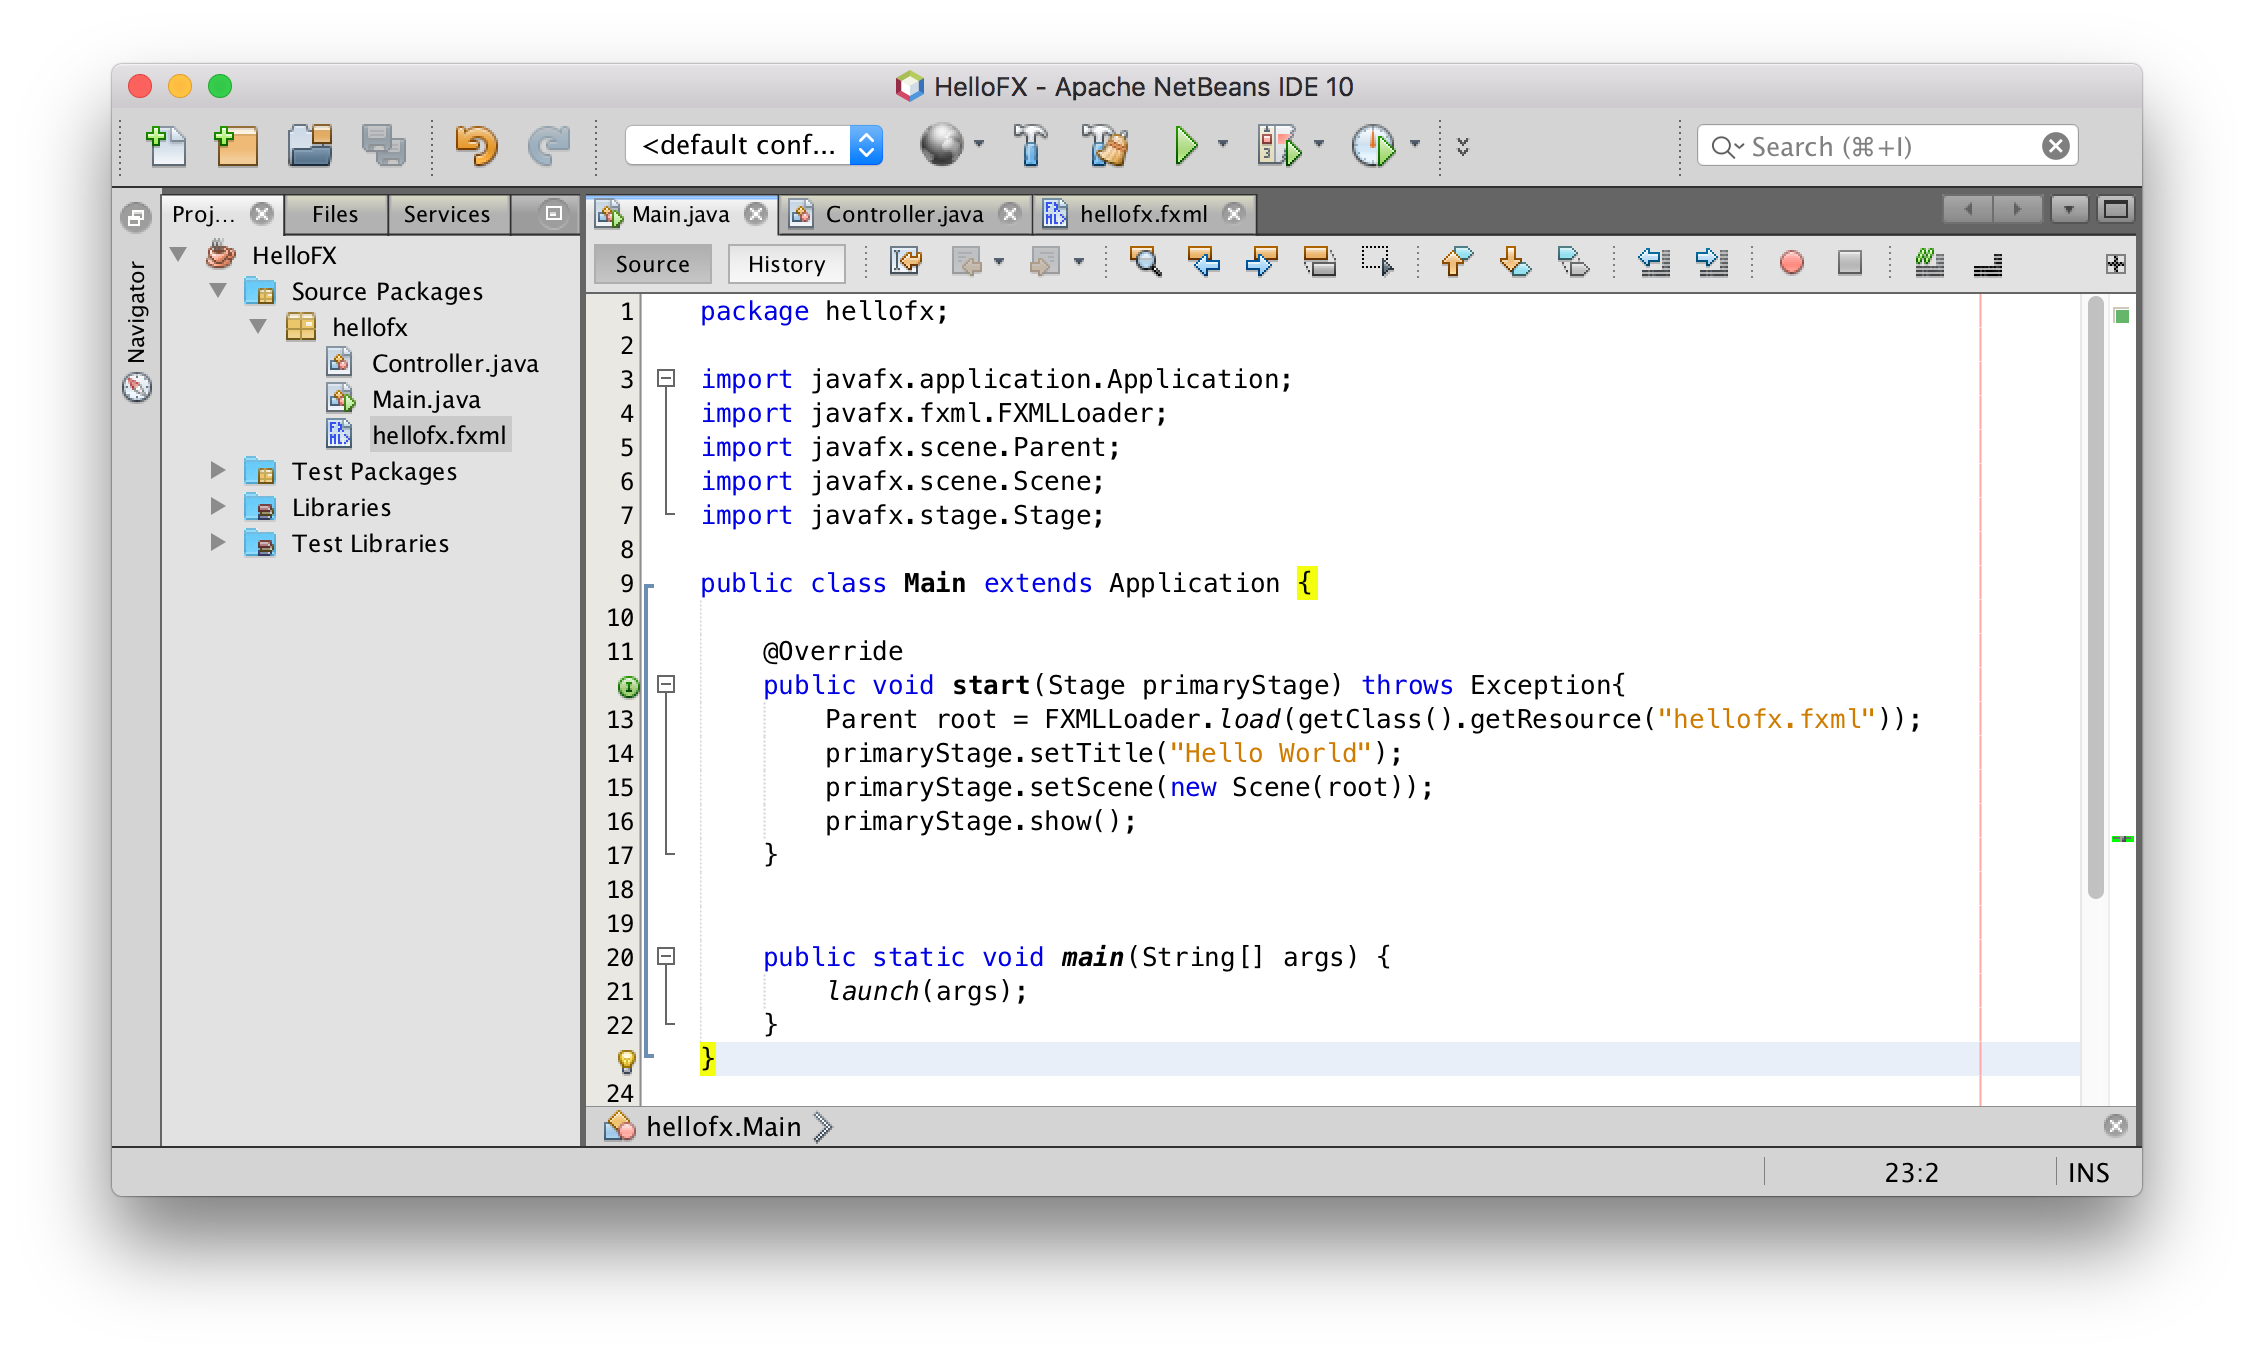 HelloFX - Apache NetBeans IDE 10
<default conf...
Search (⌘+I)
Proj...
Files
Services
Main.java
Controller.java
hellofx.fxml
Navigator
HelloFX
Source Packages
hellofx
Controller.java
Main.java
hellofx.fxml
Test Packages
Libraries
Test Libraries
Source
History
1 package hellofx;
2
3 import javafx.application.Application;
4 import javafx.fxml.FXMLLoader;
5 import javafx.scene.Parent;
6 import javafx.scene.Scene;
7 import javafx.stage.Stage;
8
9 public class Main extends Application {
10
11     @Override
    public void start(Stage primaryStage) throws Exception{
13         Parent root = FXMLLoader.load(getClass().getResource("hellofx.fxml"));
14         primaryStage.setTitle("Hello World");
15         primaryStage.setScene(new Scene(root));
16         primaryStage.show();
17     }
18
19
20     public static void main(String[] args) {
21         launch(args);
22     }
}
24
hellofx.Main
23:2
INS